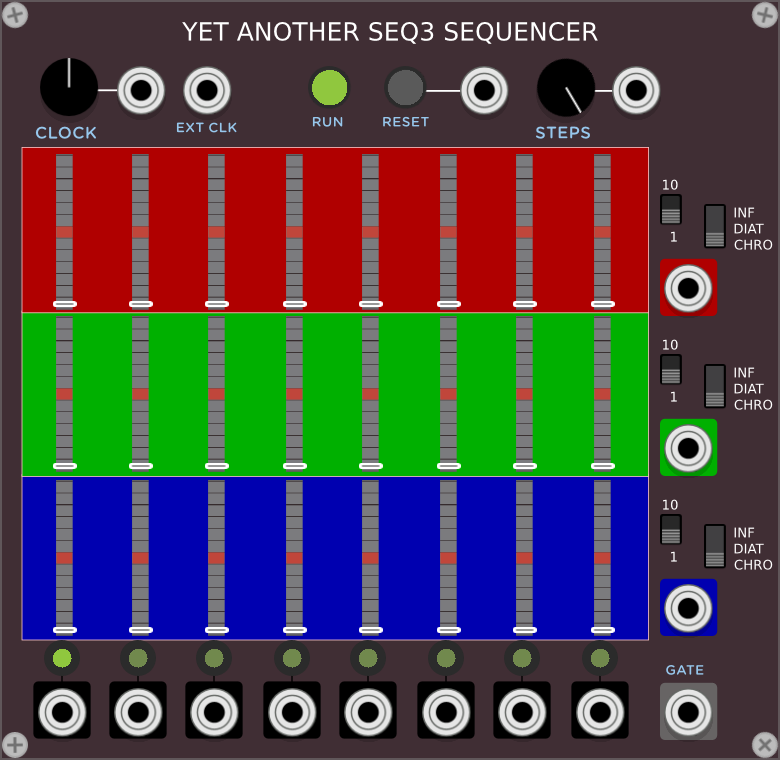 YET ANOTHER SEQ3 SEQUENCER
CLOCK
EXT CLK
RUN
RESET
STEPS
10
1
INF
DIAT
CHRO
10
1
INF
DIAT
CHRO
10
1
INF
DIAT
CHRO
GATE